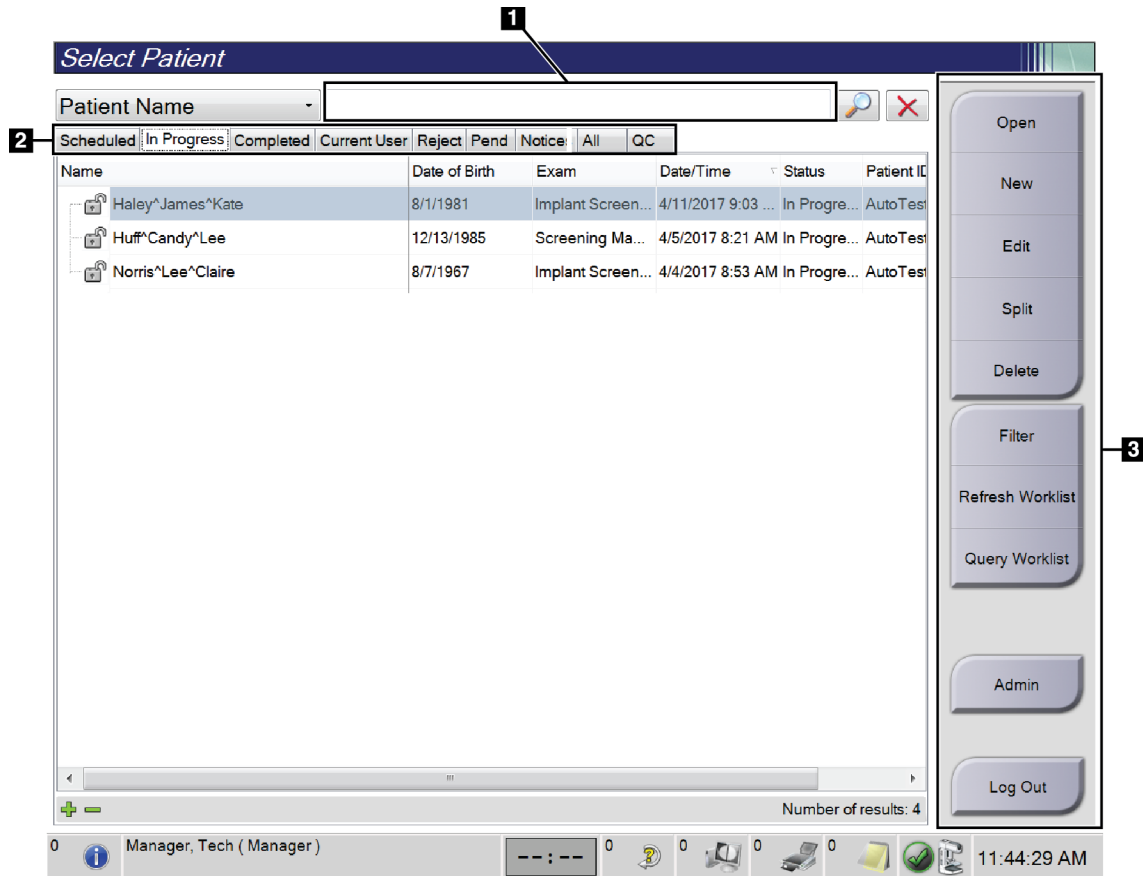 1
Select Patient
Patient Name
2
Scheduled In Progress Completed Current User Reject Pend Notice All QC
Name Date of Birth Exam Date/Time Status Patient ID
Haley^James^Kate 8/1/1981 Implant Screen... 4/11/2017 9:03 ... In Progre... AutoTest
Huff^Candy^Lee 12/13/1985 Screening Ma... 4/5/2017 8:21 AM In Progre... AutoTest
Norris^Lee^Claire 8/7/1967 Implant Screen... 4/4/2017 8:53 AM In Progre... AutoTest
Number of results: 4
Open
New
Edit
Split
Delete
Filter
Refresh Worklist
Query Worklist
Admin
Log Out
3
0 Manager, Tech ( Manager ) --:-- 0 0 0 0 11:44:29 AM